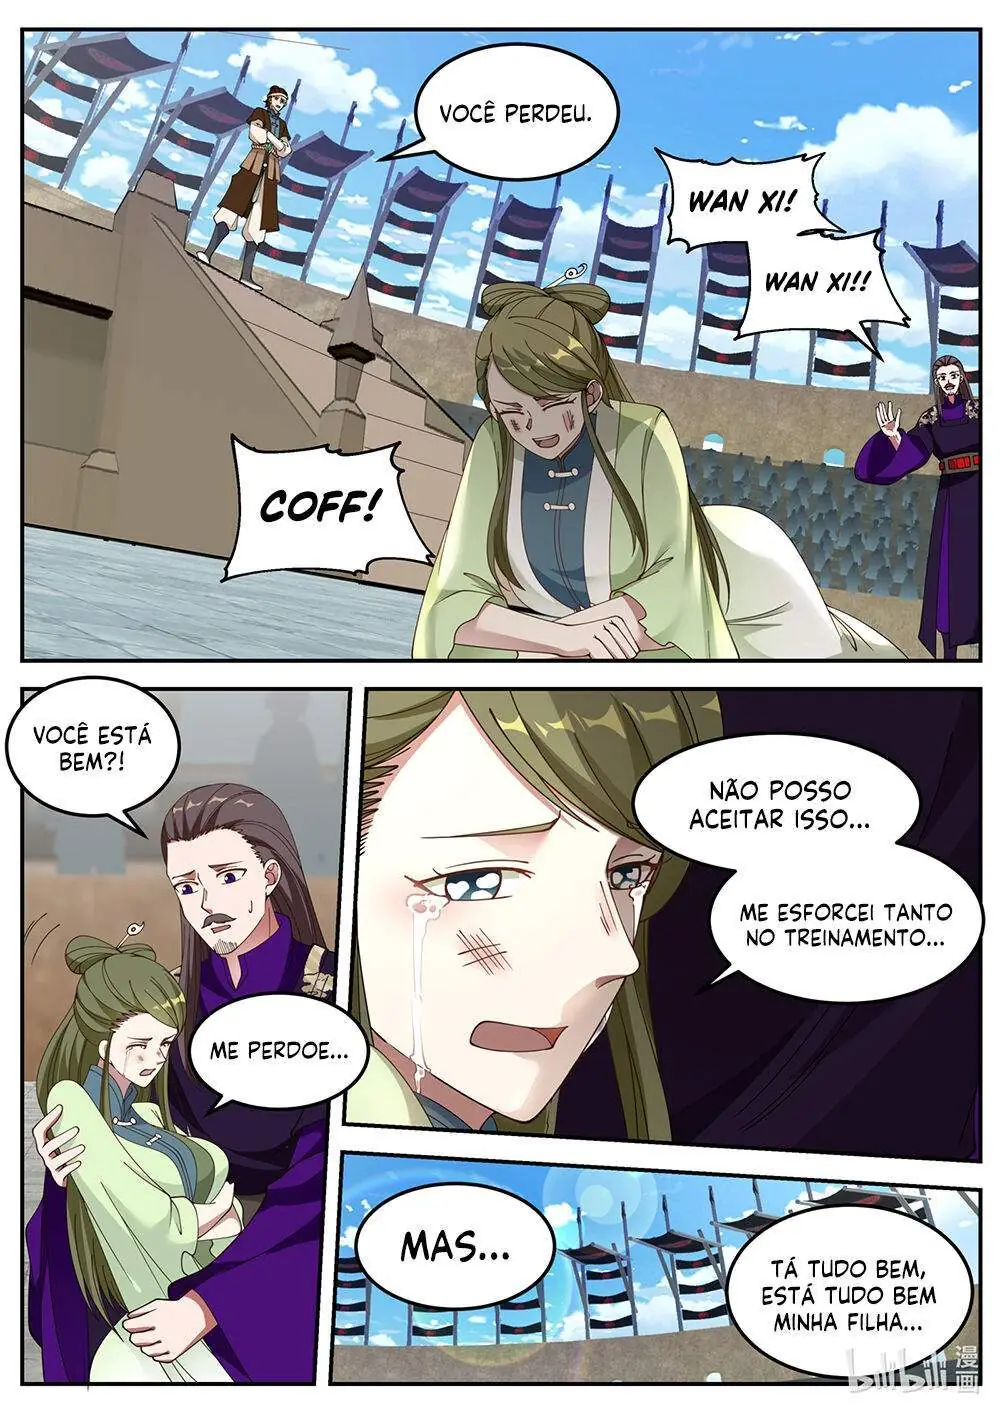 VOCÊ PERDEU.
WAN XI!
WAN XI!!
COFF!
VOCÊ ESTÁ
BEM?!
ME PERDOE...
NÃO POSSO
ACEITAR ISSO...
ME ESFORCEI TANTO
NO TREINAMENTO...
MAS...
TÁ TUDO BEM,
ESTÁ TUDO BEM
MINHA FILHA...
bilibili 漫画